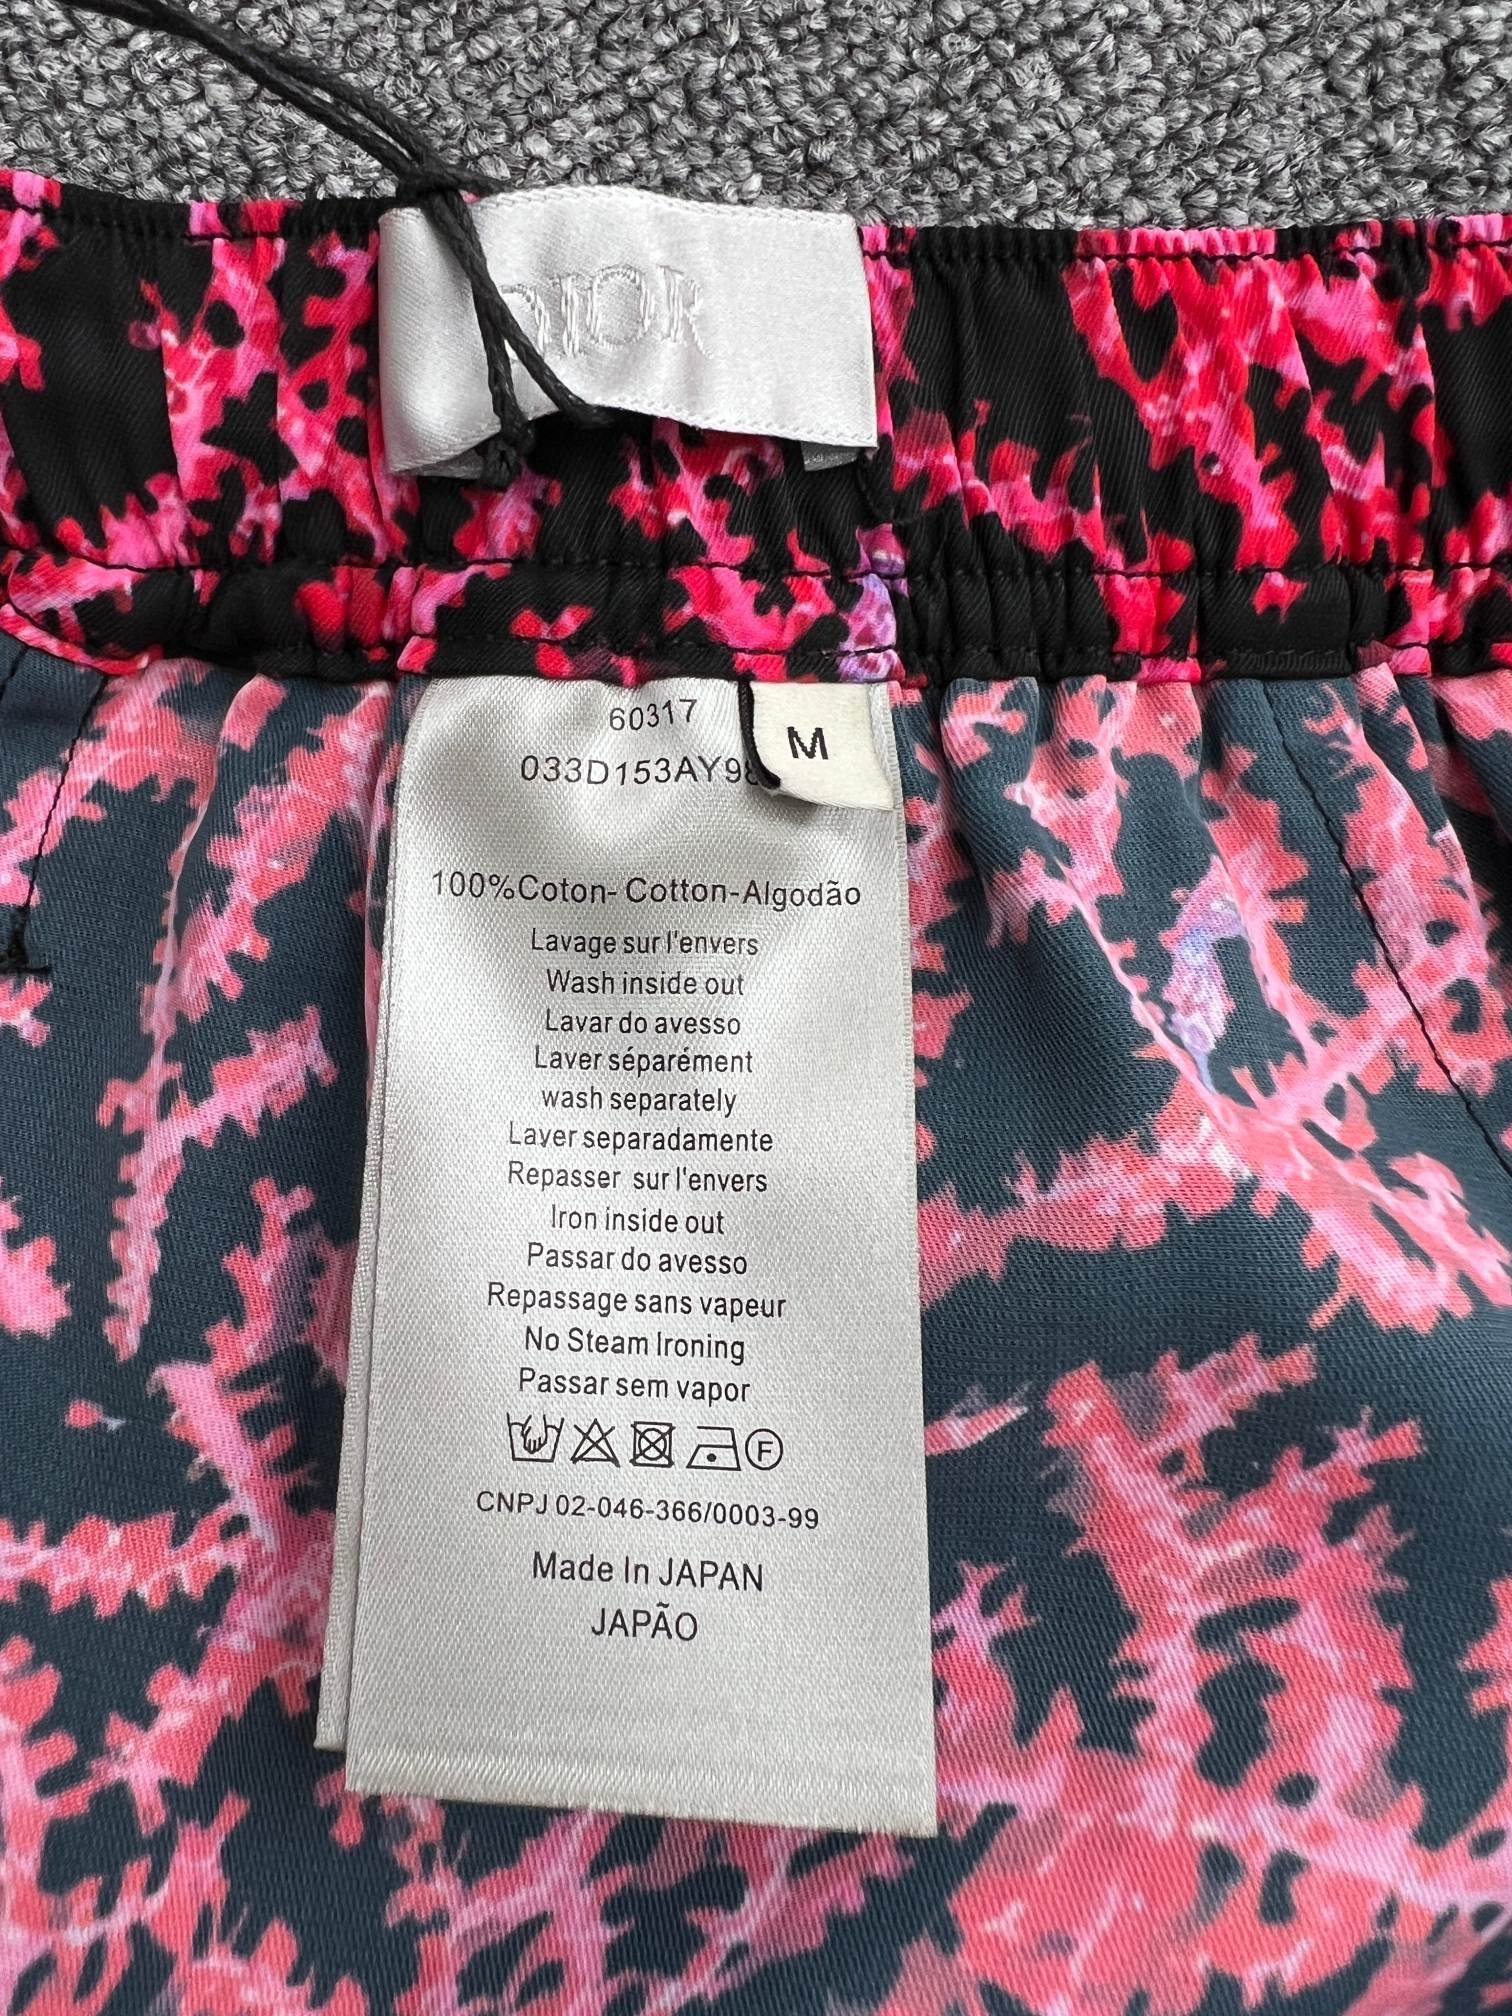 DIOR
60317
M
100%Coton- Cotton-Algodão
Lavage sur l'envers
Wash inside out
Lavar do avesso
Laver séparément
wash separately
Laver separadamente
Repasser sur l'envers
Iron inside out
Passar do avesso
Repassage sans vapeur
No Steam Ironing
Passar sem vapor
F
CNPJ 02-046-366/0003-99
Made In JAPAN
JAPÃO